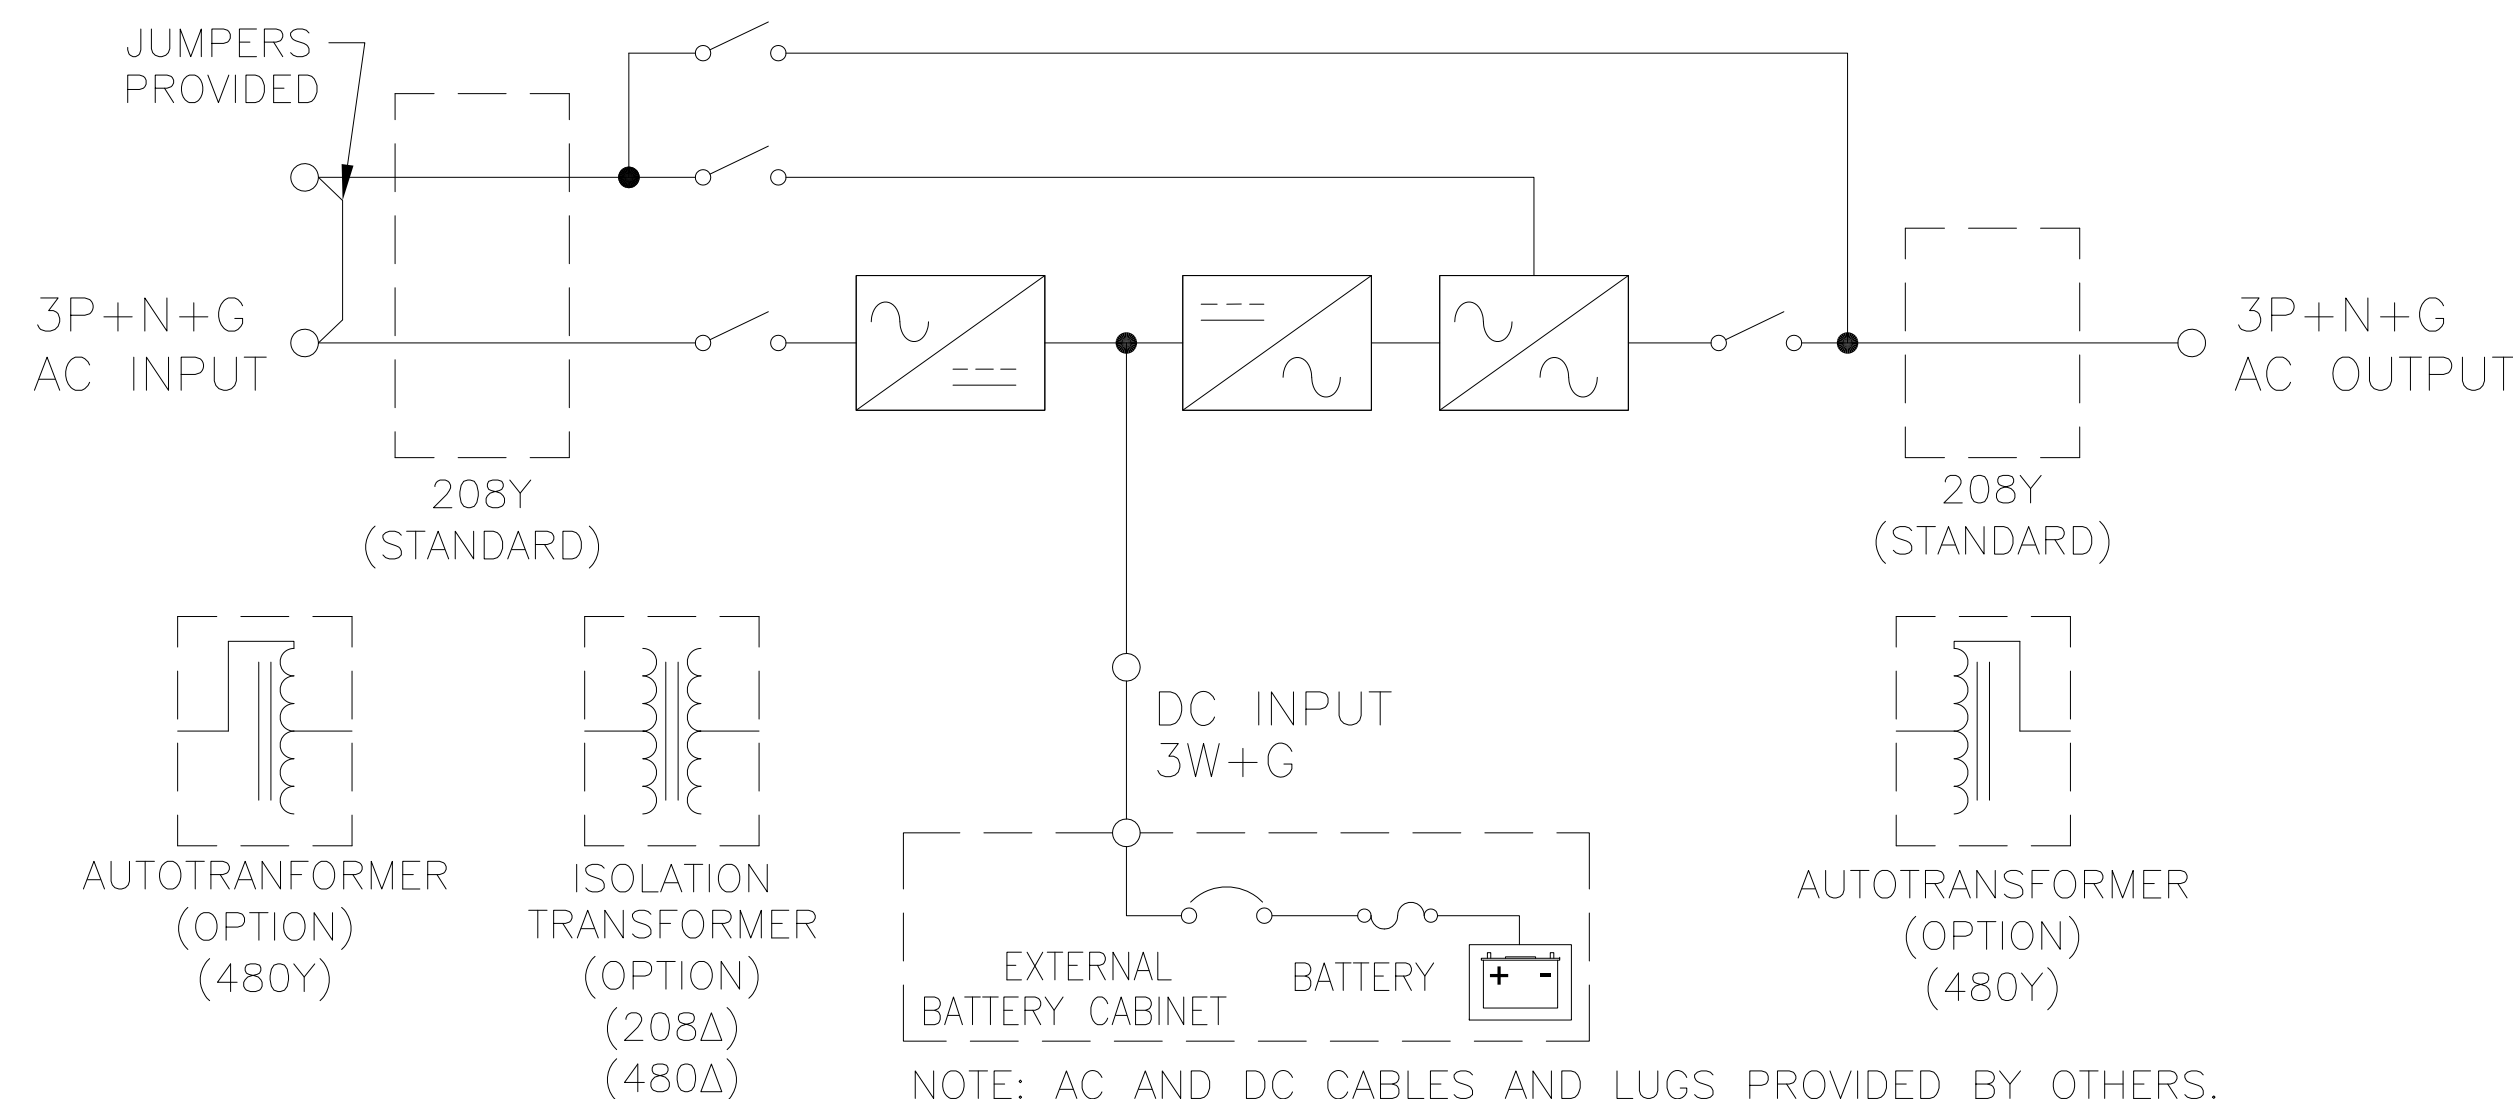 JUMPERS
PROVIDED
3P+N+G
AC INPUT
3P+N+G
AC OUTPUT
208Y
(STANDARD)
208Y
(STANDARD)
DC INPUT
3W+G
AUTOTRANFORMER
(OPTION)
(480Y)
ISOLATION
TRANSFORMER
(OPTION)
(208Δ)
(480Δ)
EXTERNAL
BATTERY CABINET
BATTERY
+ -
AUTOTRANSFORMER
(OPTION)
(480Y)
NOTE: AC AND DC CABLES AND LUGS PROVIDED BY OTHERS.